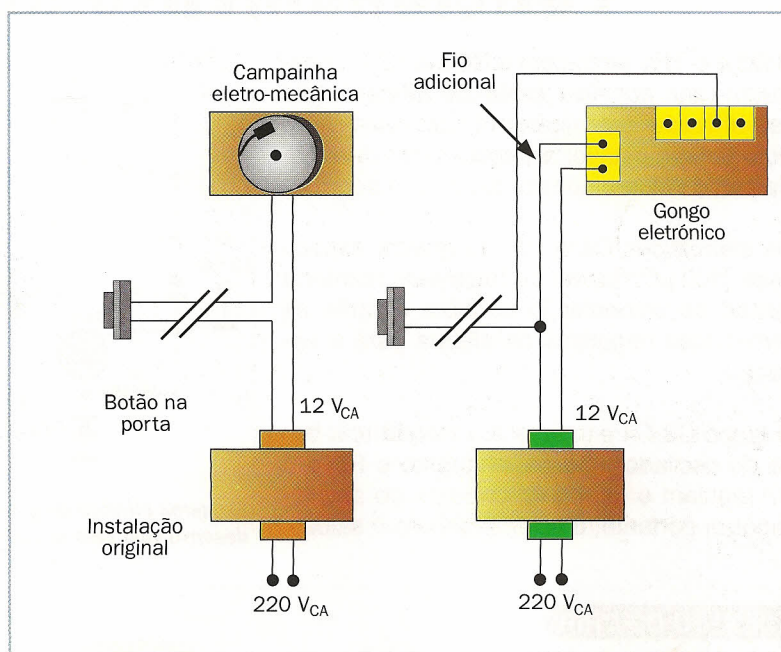 Campainha
eletro-mecânica
Botão na
porta
12 VCA
Instalação
original
220 VCA
Fio
adicional
Gongo
eletrónico
12 VCA
220 VCA